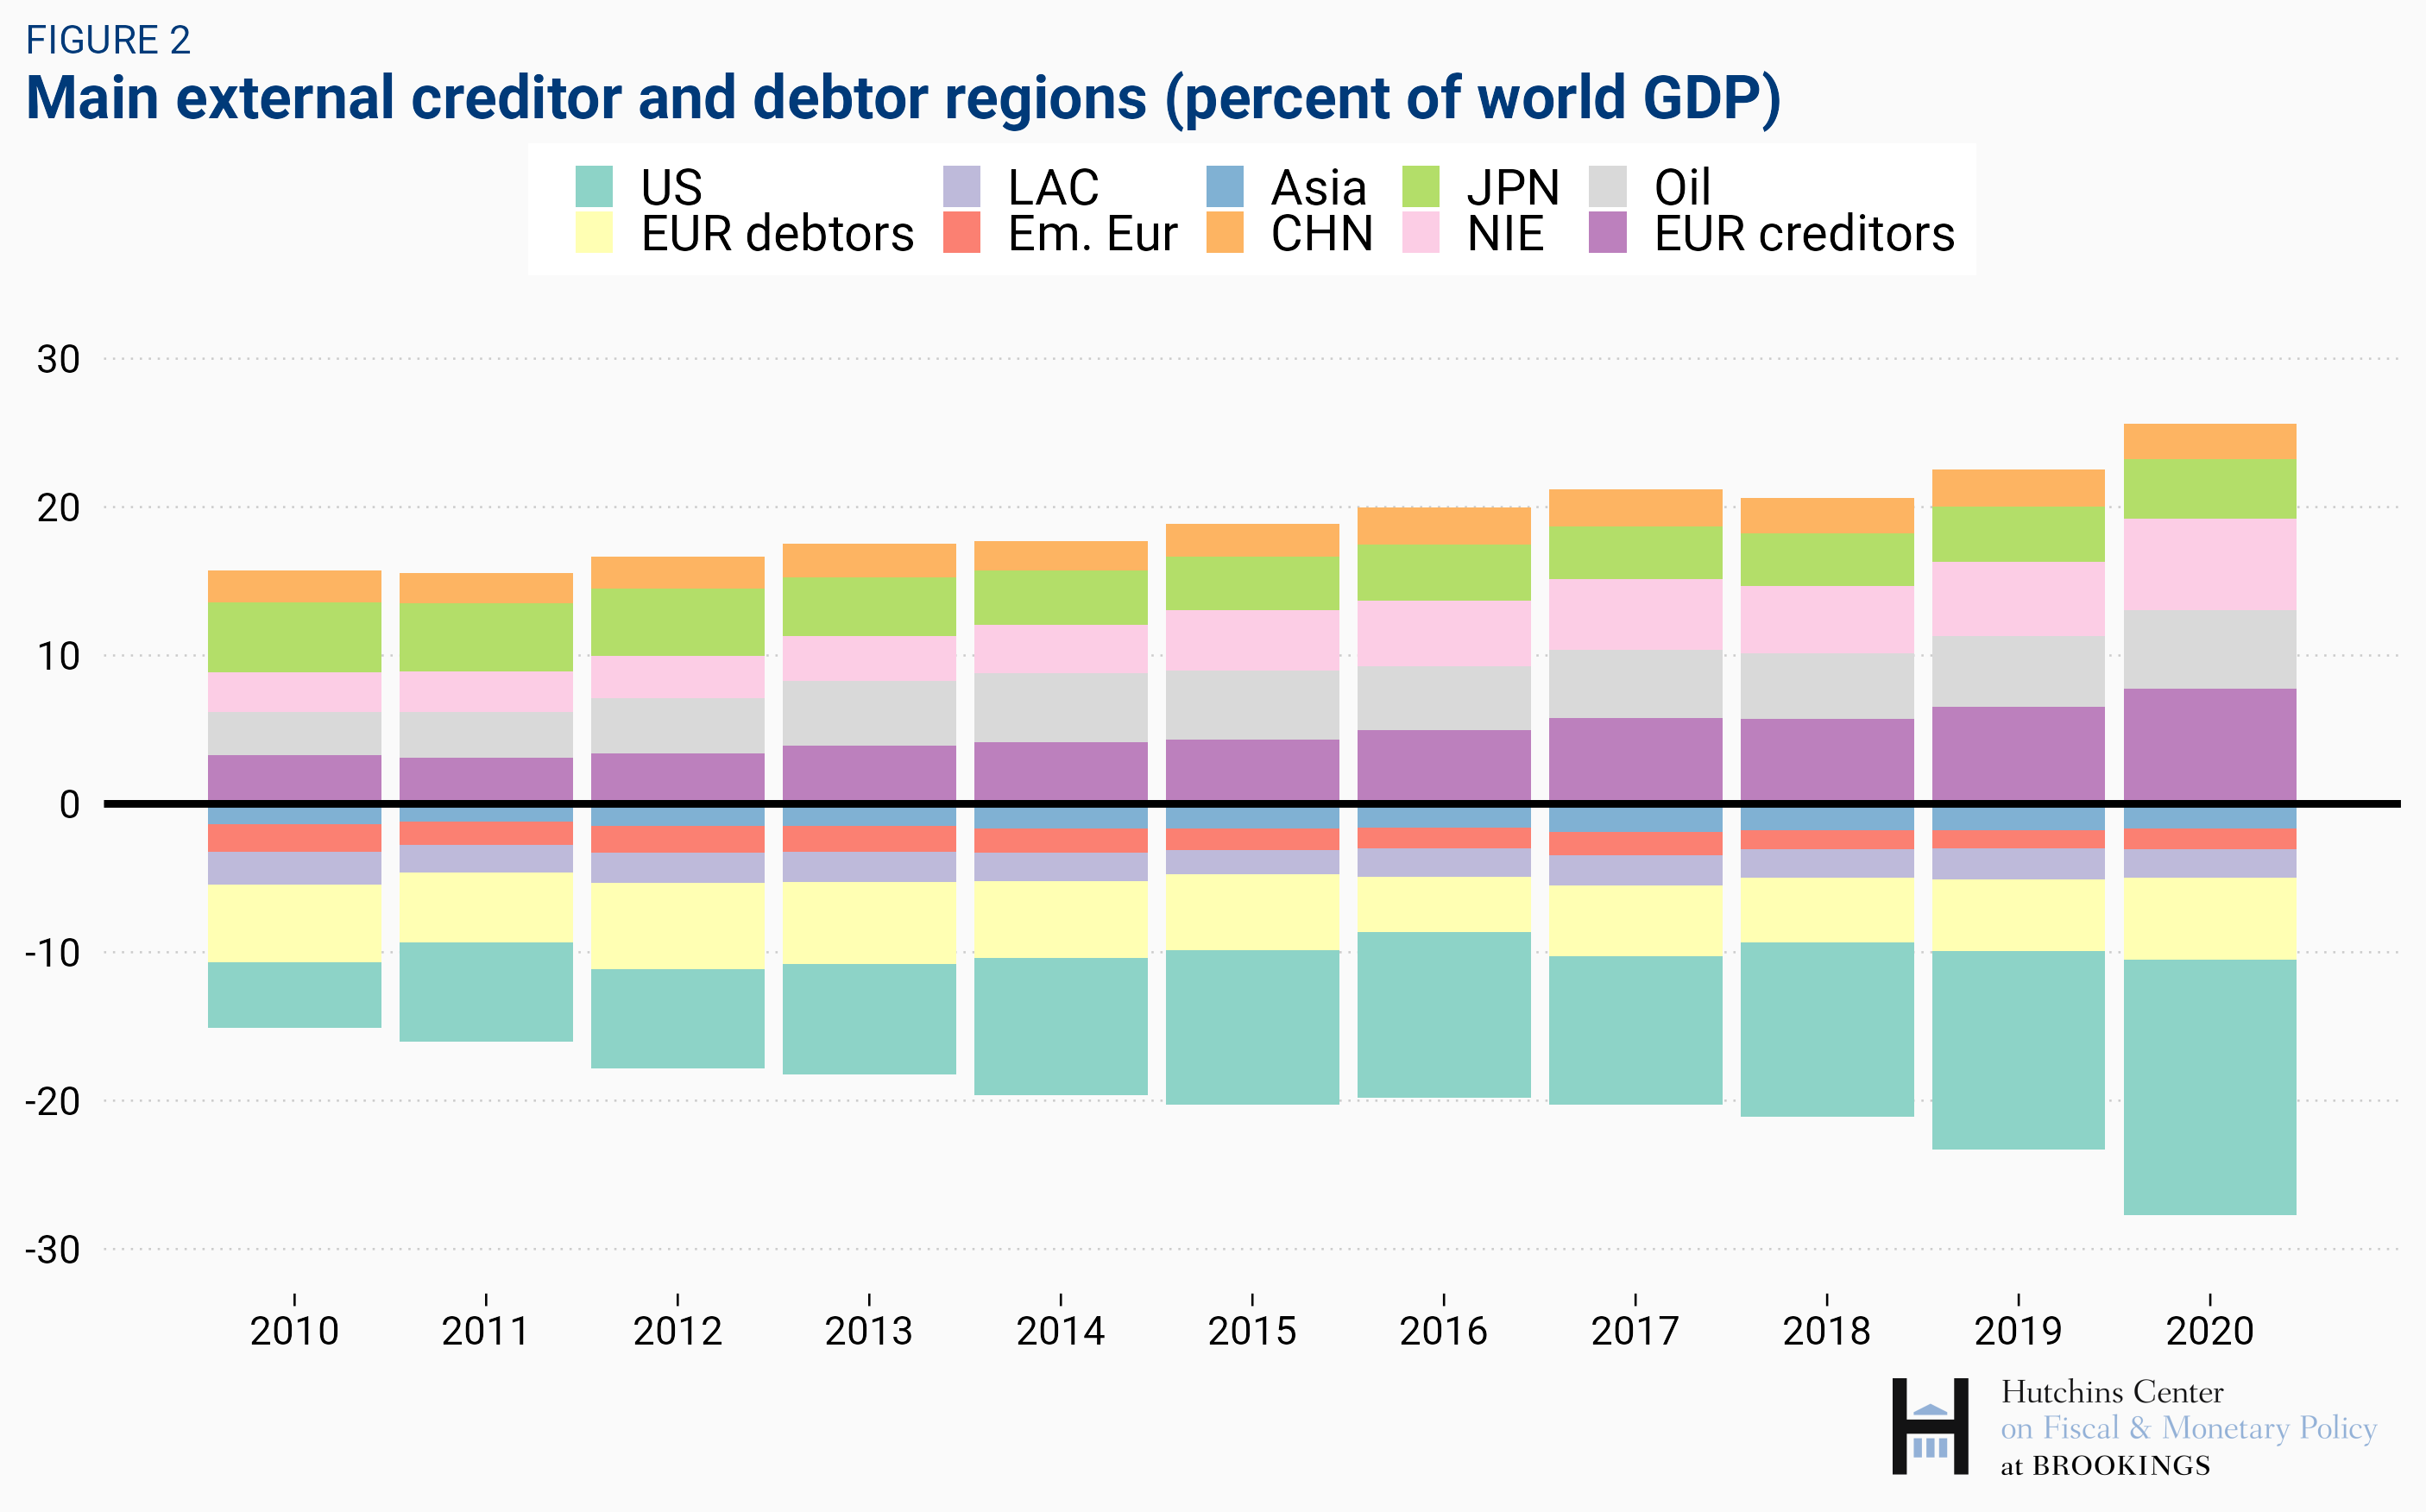 FIGURE 2
Main external creditor and debtor regions (percent of world GDP)
US LAC Asia JPN Oil
EUR debtors Em. Eur CHN NIE EUR creditors
30
20
10
0
-10
-20
-30
2010 2011 2012 2013 2014 2015 2016 2017 2018 2019 2020
Hutchins Center
on Fiscal & Monetary Policy
at BROOKINGS